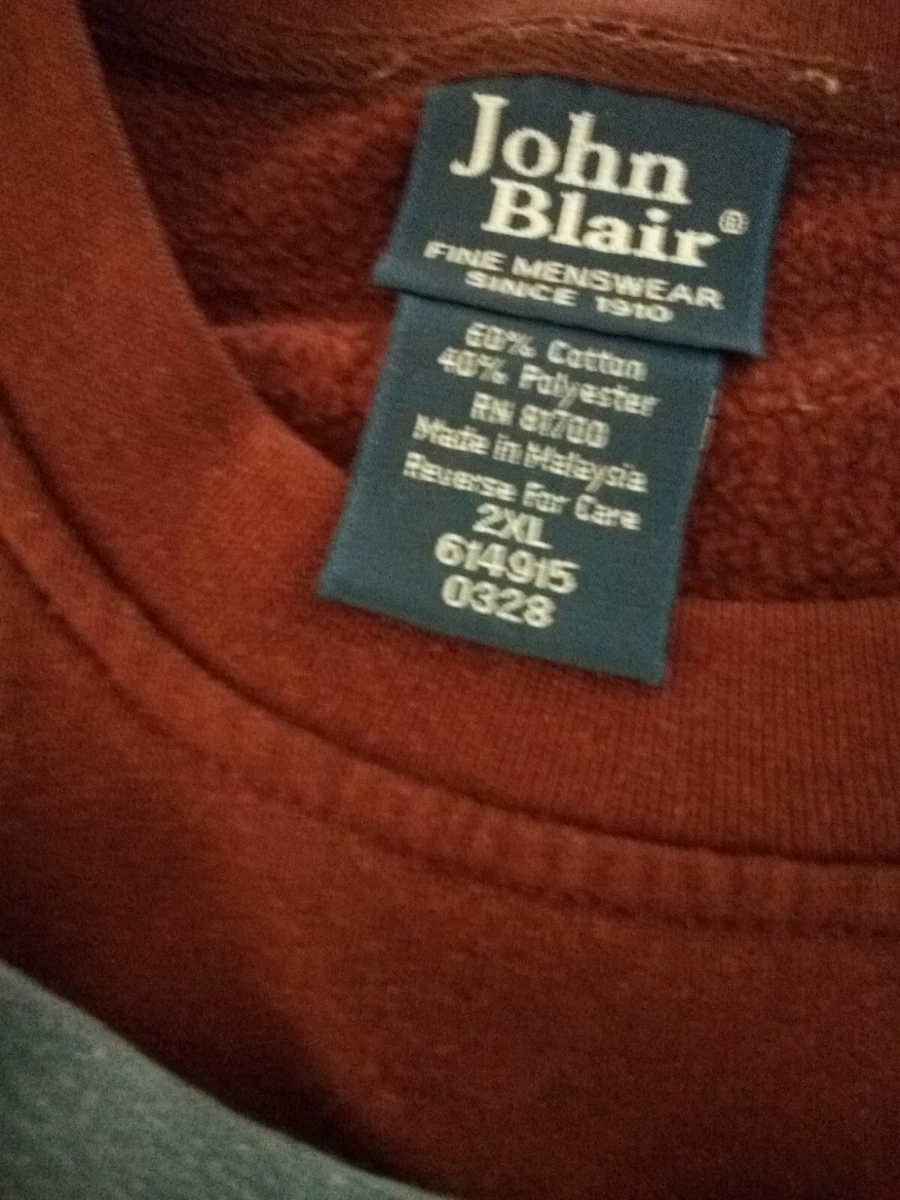 John
Blair®
FINE MENSWEAR
SINCE 1910
60% Cotton
40% Polyester
RN 81700
Made in Malaysia
Reverse For Care
2XL
614915
0328